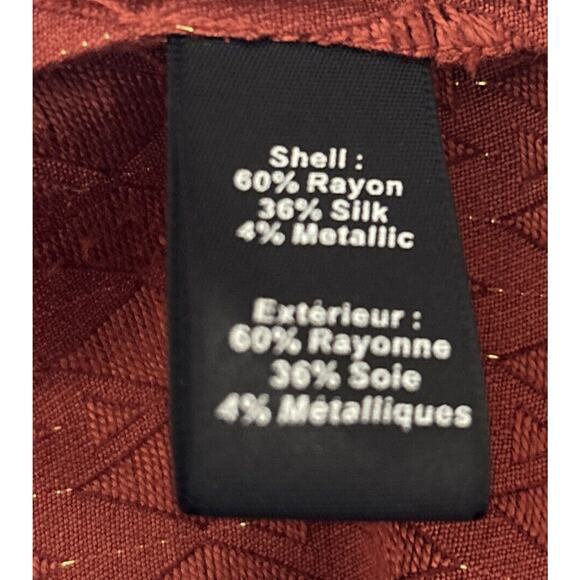 Shell :
60% Rayon
36% Silk
4% Metallic
Extérieur :
60% Rayonne
36% Soie
4% Métalliques